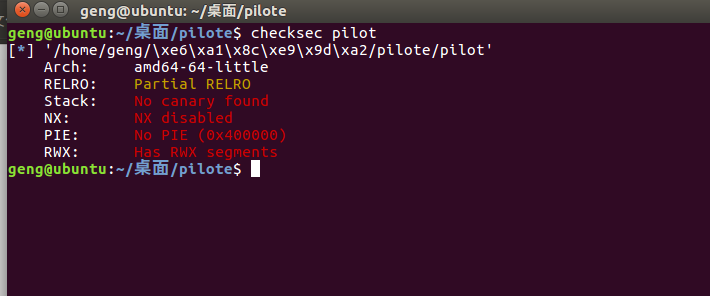 geng@ubuntu: ~/桌面/pilote
geng@ubuntu:~/桌面/pilote$ checksec pilot
[*] '/home/geng/\xe6\xa1\x8c\xe9\x9d\xa2/pilote/pilot'
    Arch:     amd64-64-little
    RELRO:    Partial RELRO
    Stack:    No canary found
    NX:       NX disabled
    PIE:      No PIE (0x400000)
    RWX:      Has RWX segments
geng@ubuntu:~/桌面/pilote$